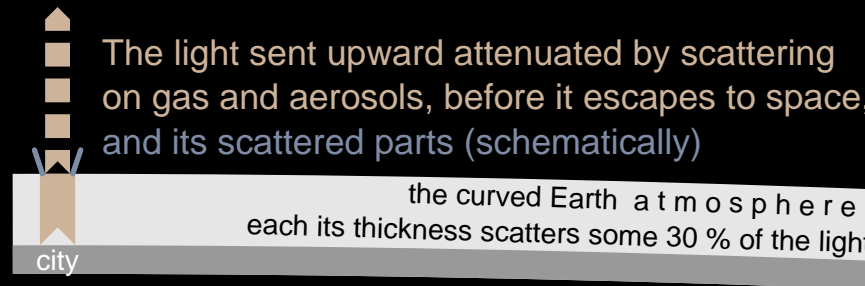 The light sent upward attenuated by scattering
on gas and aerosols, before it escapes to space,
and its scattered parts (schematically)
the curved Earth a t m o s p h e r e
each its thickness scatters some 30 % of the light
city